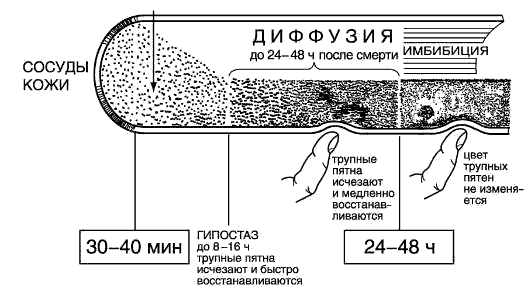 ДИФФУЗИЯ
до 24–48 ч после смерти
ИМБИБИЦИЯ
СОСУДЫ
КОЖИ
трупные
пятна
исчезают
и медленно
восстанав-
ливаются
цвет
трупных
пятен
не изменя-
ется
30–40 мин
ГИПОСТАЗ
до 8–16 ч
трупные пятна
исчезают и быстро
восстанавливаются
24–48 ч